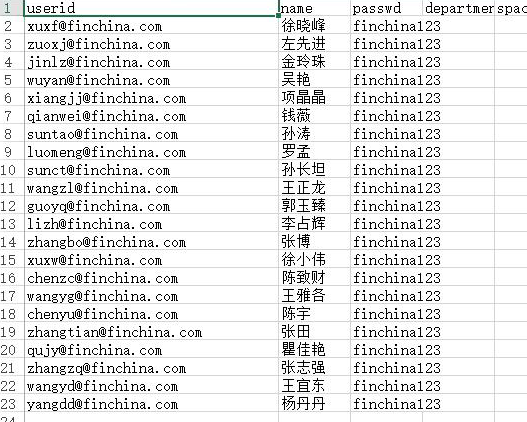 1 userid name passwd departmer spac
2 xuxf@finchina.com 徐晓峰 finchina123
3 zuoxj@finchina.com 左先进 finchina123
4 jinlz@finchina.com 金玲珠 finchina123
5 wuyan@finchina.com 吴艳 finchina123
6 xiangjj@finchina.com 项晶晶 finchina123
7 qianwei@finchina.com 钱薇 finchina123
8 suntao@finchina.com 孙涛 finchina123
9 luomeng@finchina.com 罗孟 finchina123
10 sunct@finchina.com 孙长坦 finchina123
11 wangzl@finchina.com 王正龙 finchina123
12 guoyq@finchina.com 郭玉臻 finchina123
13 lizh@finchina.com 李占辉 finchina123
14 zhangbo@finchina.com 张博 finchina123
15 xuxw@finchina.com 徐小伟 finchina123
16 chenzc@finchina.com 陈致财 finchina123
17 wangyg@finchina.com 王雅各 finchina123
18 chenyu@finchina.com 陈宇 finchina123
19 zhangtian@finchina.com 张田 finchina123
20 qujy@finchina.com 瞿佳艳 finchina123
21 zhangzq@finchina.com 张志强 finchina123
22 wangyd@finchina.com 王宜东 finchina123
23 yangdd@finchina.com 杨丹丹 finchina123
24